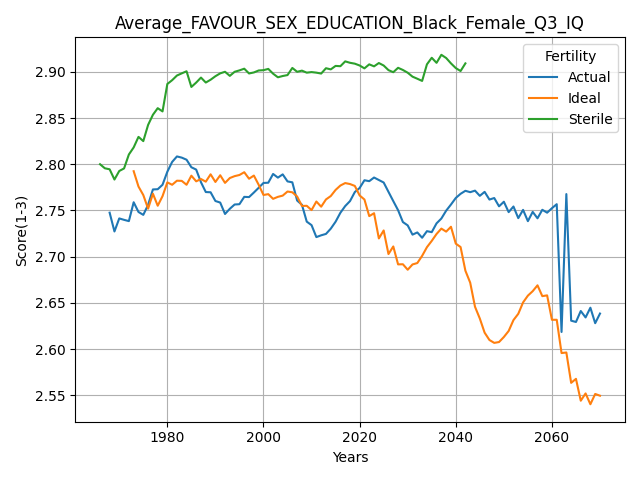 Average_FAVOUR_SEX_EDUCATION_Black_Female_Q3_IQ
Fertility
Actual
Ideal
Sterile
Score(1-3)
2.90
2.85
2.80
2.75
2.70
2.65
2.60
2.55
1980 2000 2020 2040 2060
Years